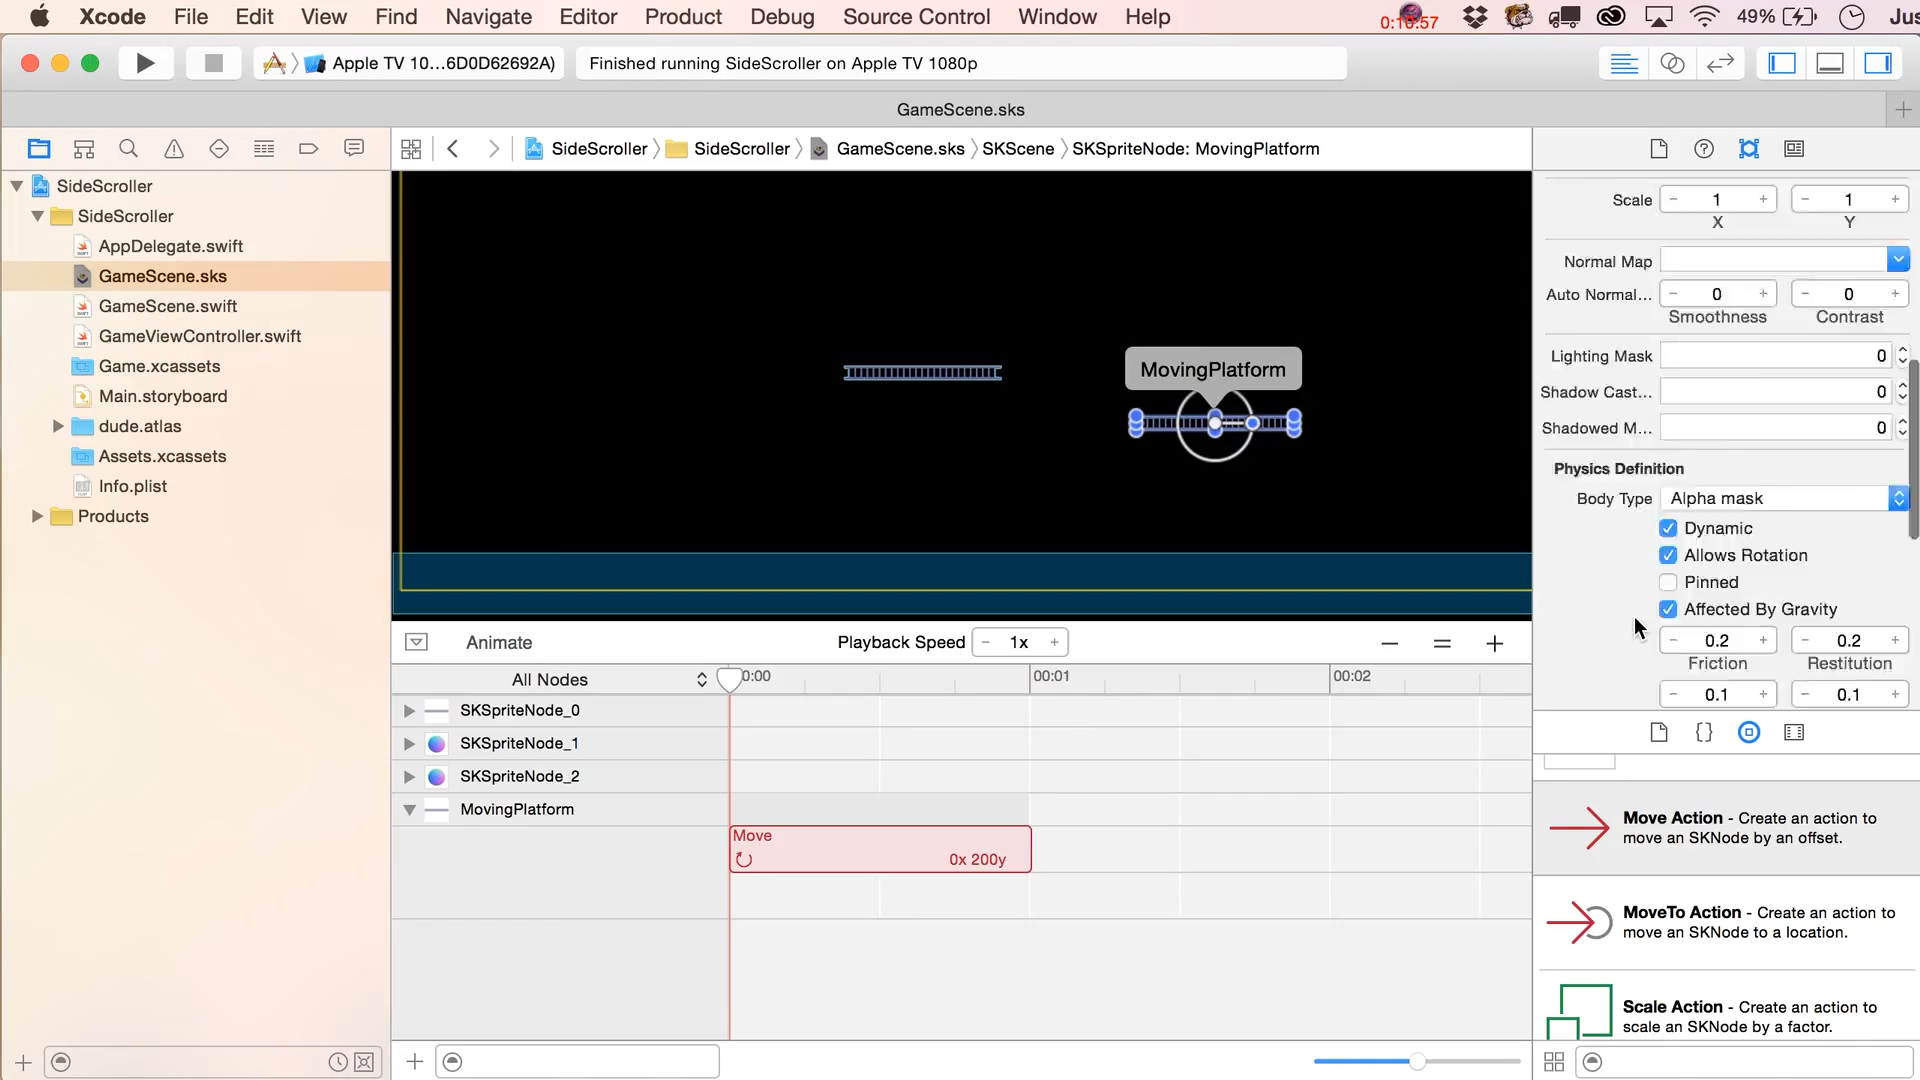 Xcode File Edit View Find Navigate Editor Product Debug Source Control Window Help 0:10:57 49% Jus
Apple TV 10...6D0D62692A) Finished running SideScroller on Apple TV 1080p
GameScene.sks
SideScroller SideScroller GameScene.sks SKScene SKSpriteNode: MovingPlatform
SideScroller
SideScroller
AppDelegate.swift
GameScene.sks
GameScene.swift
GameViewController.swift
Game.xcassets
Main.storyboard
dude.atlas
Assets.xcassets
Info.plist
Products
MovingPlatform
Animate Playback Speed 1x
All Nodes 0:00 00:01 00:02
SKSpriteNode_0
SKSpriteNode_1
SKSpriteNode_2
MovingPlatform
Move
0x 200y
Scale 1 1
X Y
Normal Map
Auto Normal... 0 0
Smoothness Contrast
Lighting Mask 0
Shadow Cast... 0
Shadowed M... 0
Physics Definition
Body Type Alpha mask
Dynamic
Allows Rotation
Pinned
Affected By Gravity
0.2 0.2
Friction Restitution
0.1 0.1
Move Action - Create an action to
move an SKNode by an offset.
MoveTo Action - Create an action to
move an SKNode to a location.
Scale Action - Create an action to
scale an SKNode by a factor.